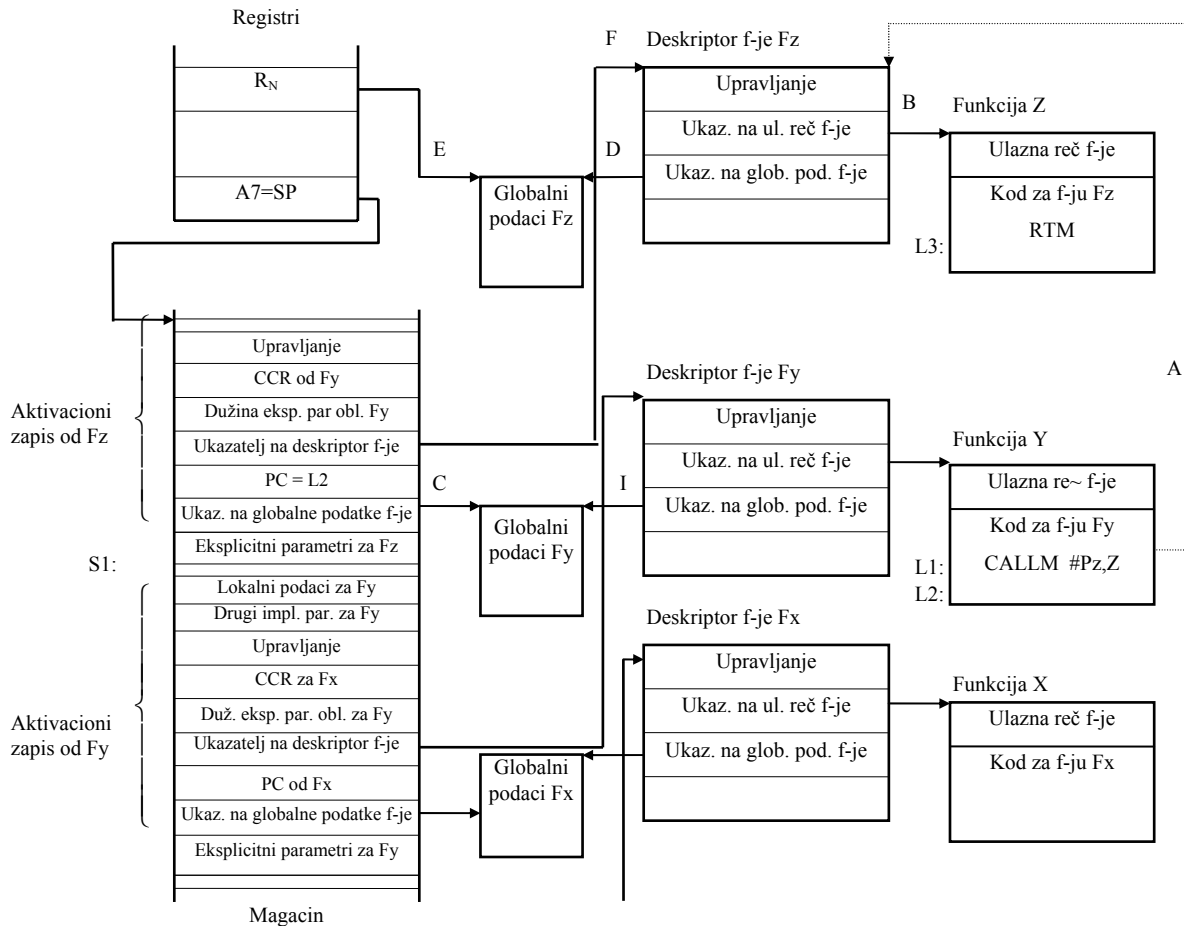 Registri
R_N
A7=SP
E
Globalni
podaci Fz
D
F
Deskriptor f-je Fz
Upravljanje
Ukaz. na ul. reč f-je
Ukaz. na glob. pod. f-je
B
Funkcija Z
Ulazna reč f-je
Kod za f-ju Fz
RTM
L3:
Aktivacioni
zapis od Fz
Upravljanje
CCR od Fy
Dužina eksp. par obl. Fy
Ukazatelj na deskriptor f-je
PC = L2
Ukaz. na globalne podatke f-je
Eksplicitni parametri za Fz
S1:
C
Globalni
podaci Fy
I
Deskriptor f-je Fy
Upravljanje
Ukaz. na ul. reč f-je
Ukaz. na glob. pod. f-je
A
Funkcija Y
Ulazna re~ f-je
Kod za f-ju Fy
L1:
CALLM #Pz,Z
L2:
Aktivacioni
zapis od Fy
Lokalni podaci za Fy
Drugi impl. par. za Fy
Upravljanje
CCR za Fx
Duž. eksp. par. obl. za Fy
Ukazatelj na deskriptor f-je
PC od Fx
Ukaz. na globalne podatke f-je
Eksplicitni parametri za Fy
Magacin
Globalni
podaci Fx
Deskriptor f-je Fx
Upravljanje
Ukaz. na ul. reč f-je
Ukaz. na glob. pod. f-je
Funkcija X
Ulazna reč f-je
Kod za f-ju Fx